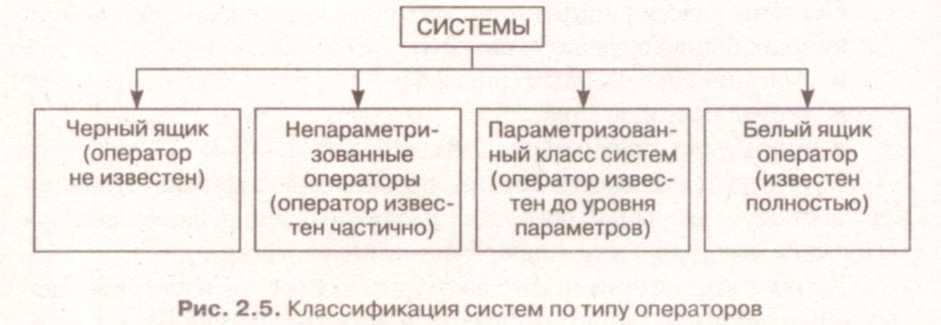 СИСТЕМЫ
Черный ящик
(оператор
не известен)
Непараметри-
зованные
операторы
(оператор извес-
тен частично)
Параметризован-
ный класс систем
(оператор извес-
тен до уровня
параметров)
Белый ящик
оператор
(известен
полностью)
Рис. 2.5. Классификация систем по типу операторов